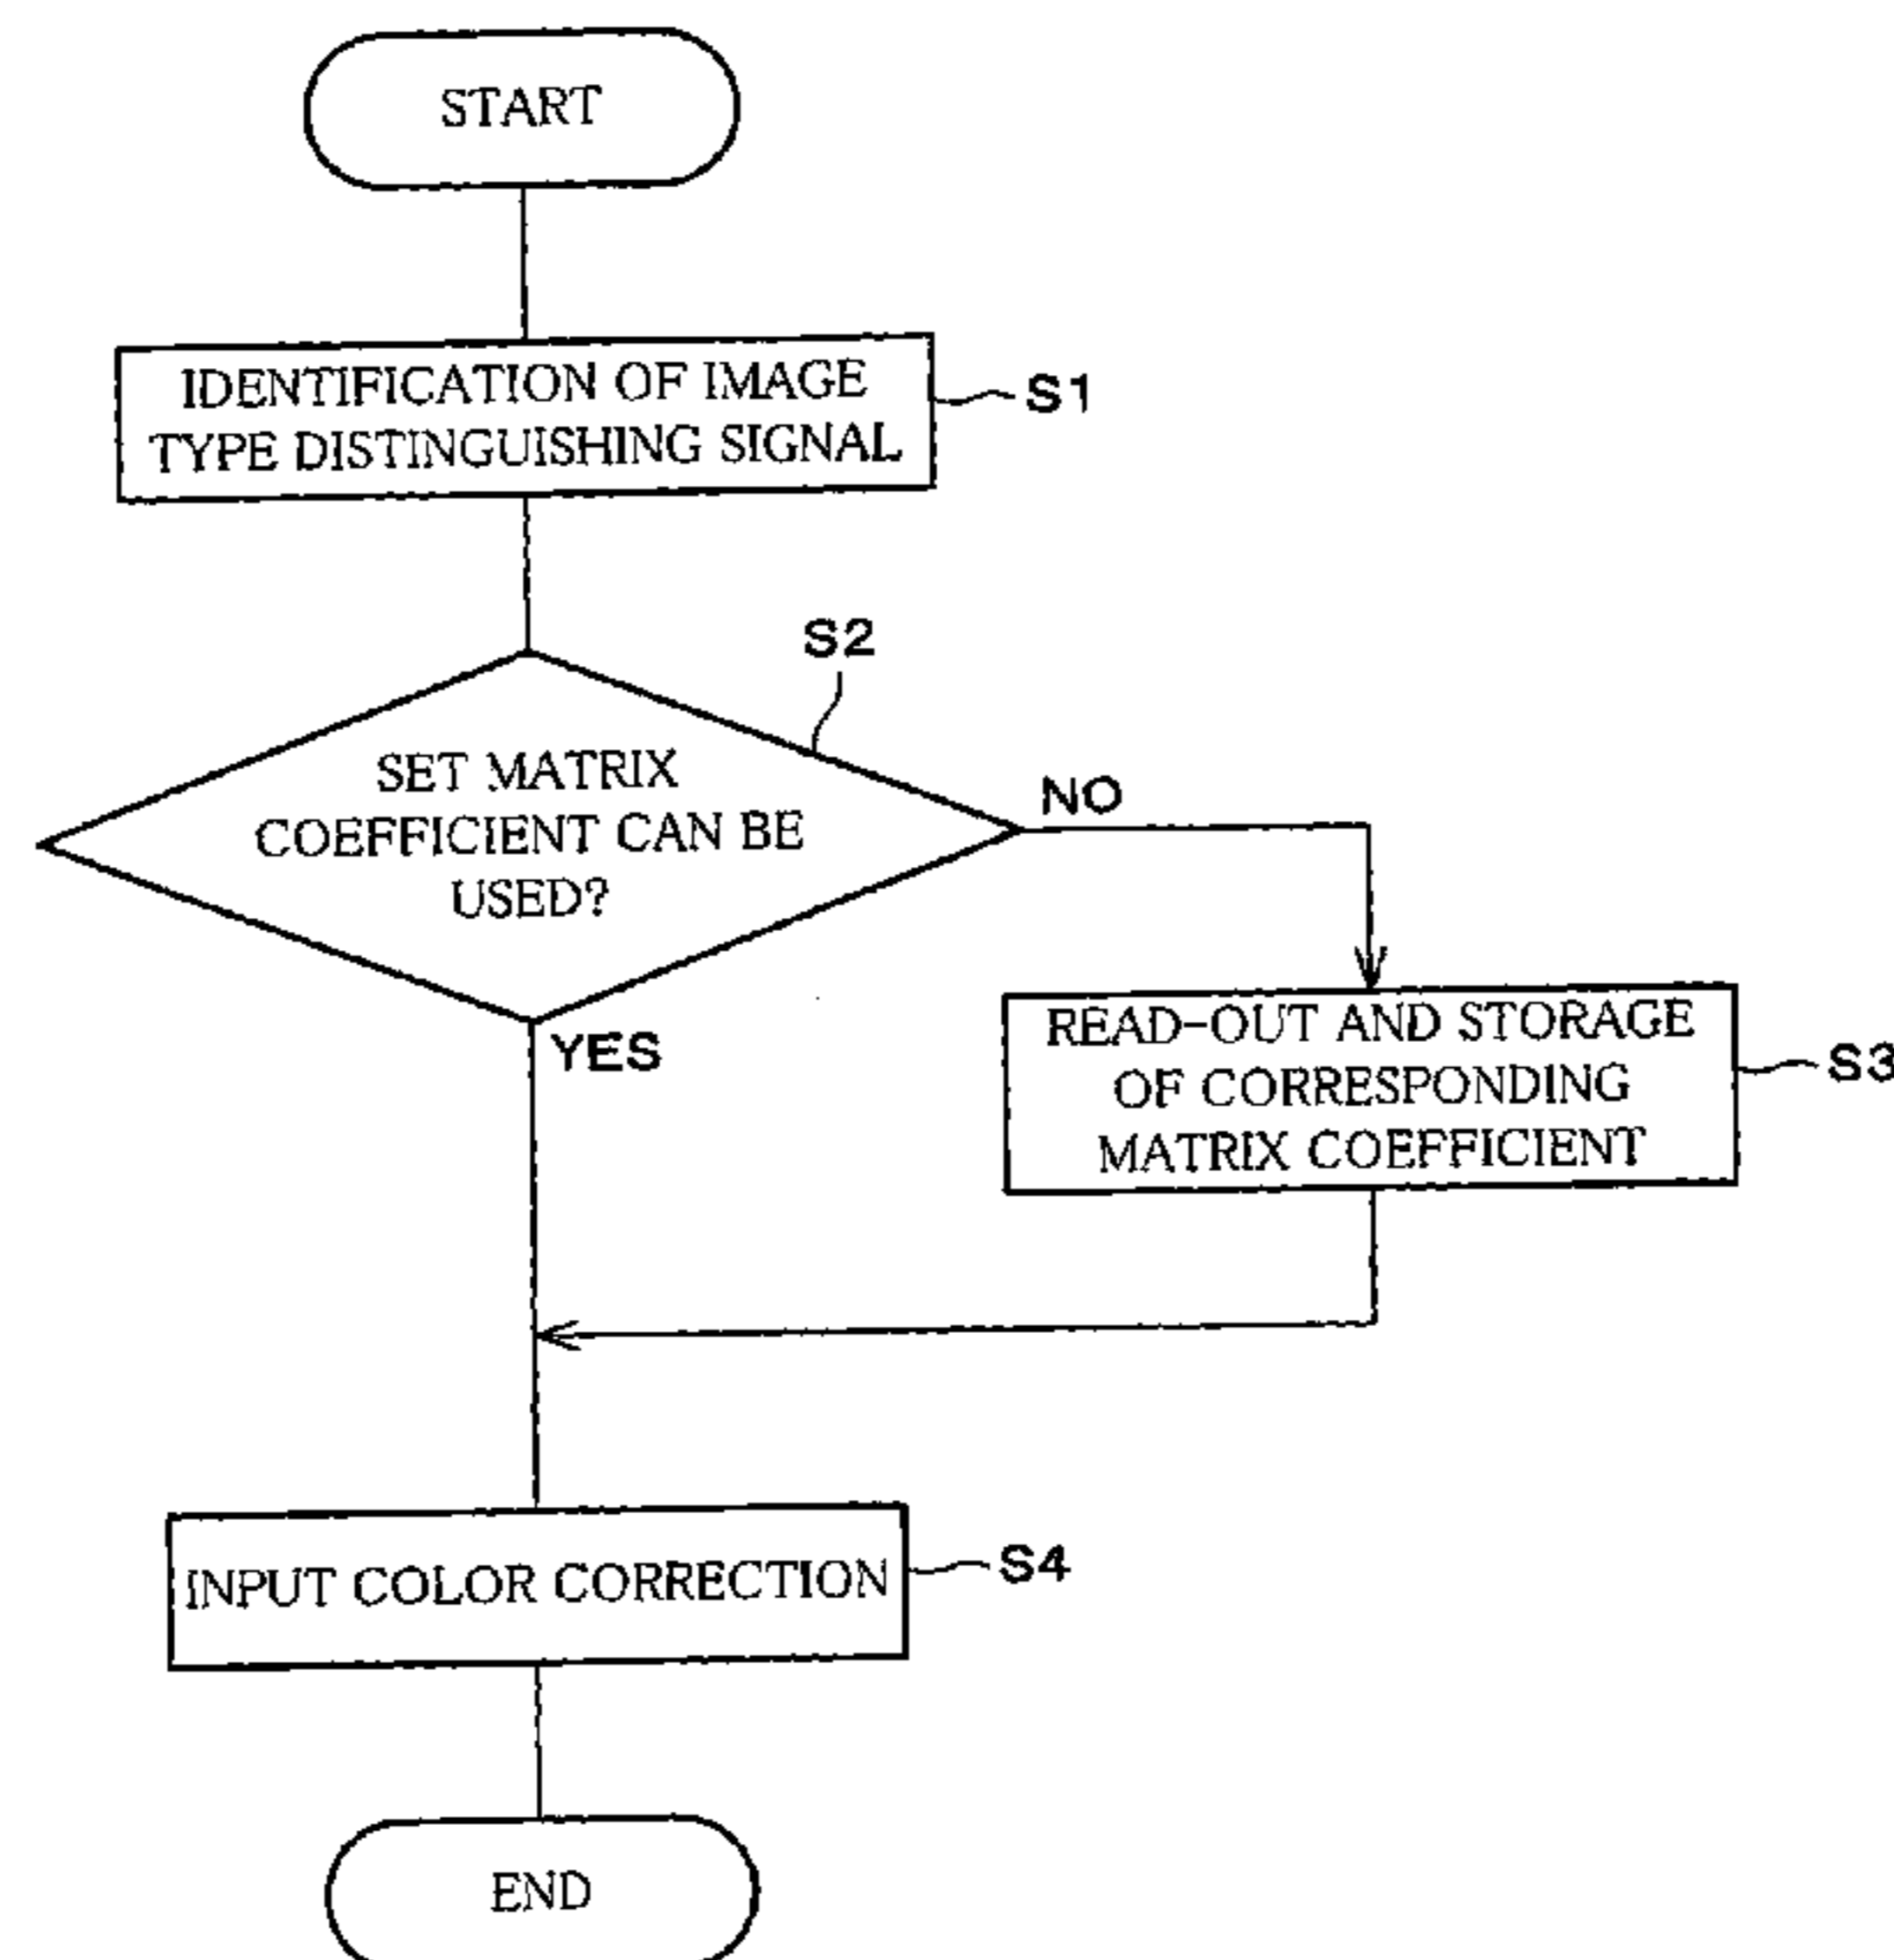 START
IDENTIFICATION OF IMAGE
TYPE DISTINGUISHING SIGNAL
S1
S2
SET MATRIX
COEFFICIENT CAN BE
USED?
NO
YES
READ-OUT AND STORAGE
OF CORRESPONDING
MATRIX COEFFICIENT
S3
INPUT COLOR CORRECTION
S4
END